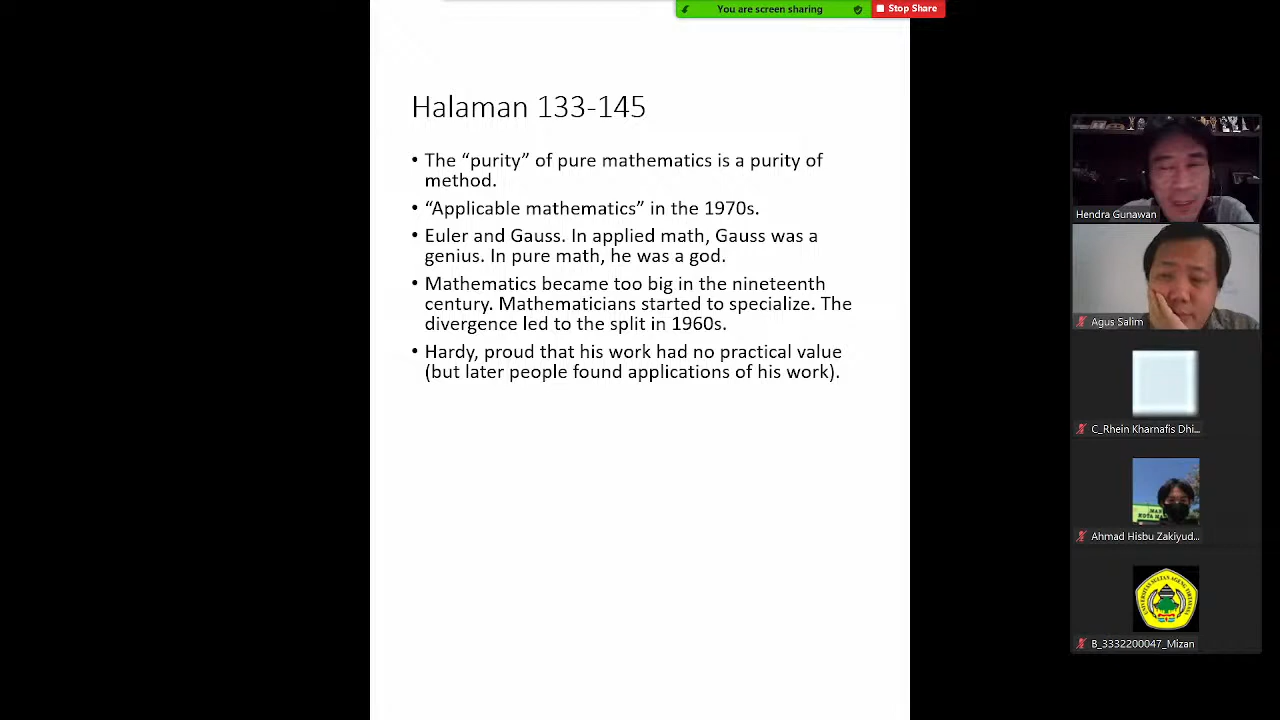 You are screen sharing
Stop Share
Halaman 133-145
• The “purity” of pure mathematics is a purity of
method.
• “Applicable mathematics” in the 1970s.
• Euler and Gauss. In applied math, Gauss was a
genius. In pure math, he was a god.
• Mathematics became too big in the nineteenth
century. Mathematicians started to specialize. The
divergence led to the split in 1960s.
• Hardy, proud that his work had no practical value
(but later people found applications of his work).
Hendra Gunawan
Agus Salim
C_Rhein Kharnafis Dhi...
Ahmad Hisbu Zakiyud...
B_3332200047_Mizan